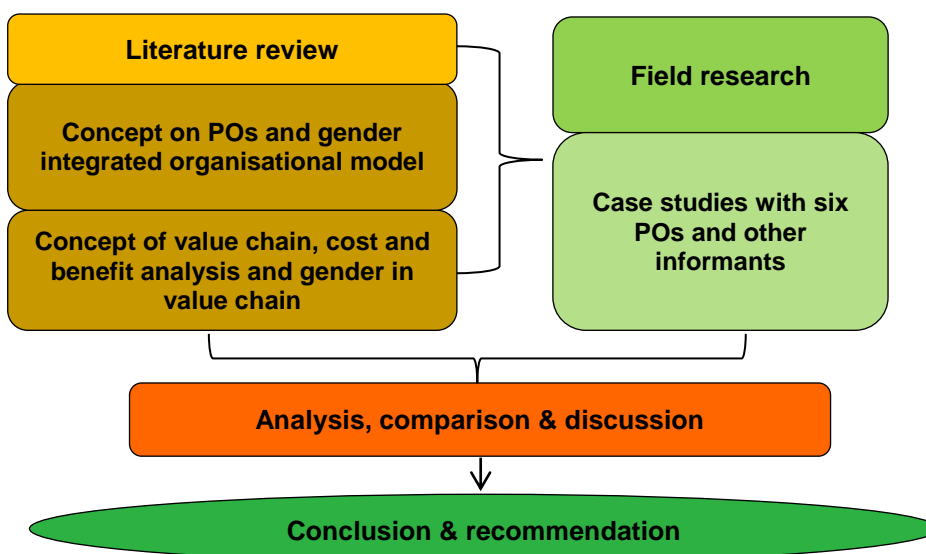 Literature review
Concept on POs and gender
integrated organisational model
Concept of value chain, cost and
benefit analysis and gender in
value chain
Field research
Case studies with six
POs and other
informants
Analysis, comparison & discussion
Conclusion & recommendation